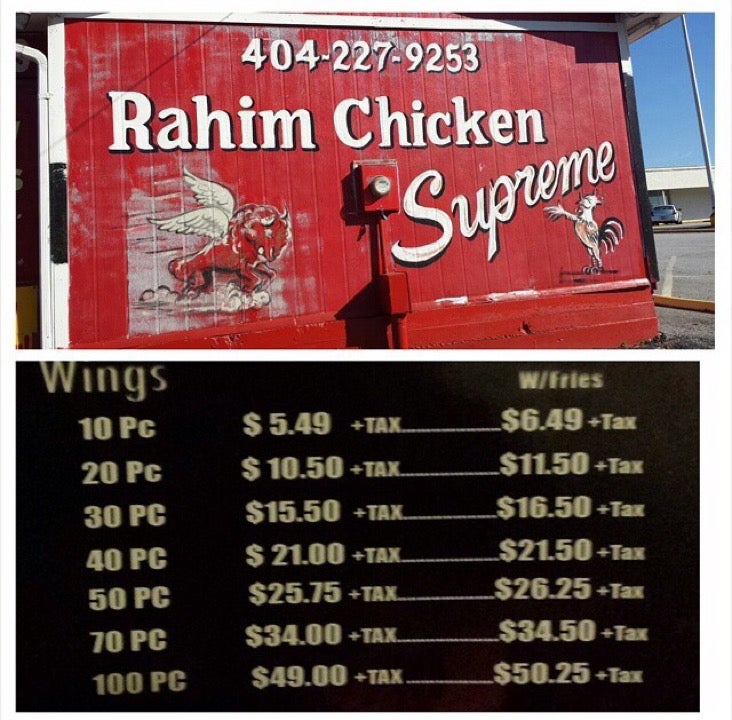 404-227-9253
Rahim Chicken
Supreme
Wings W/fries
10 Pc $ 5.49 +TAX $6.49 +Tax
20 Pc $ 10.50 +TAX $11.50 +Tax
30 PC $15.50 +TAX $16.50 +Tax
40 PC $ 21.00 +TAX $21.50 +Tax
50 PC $25.75 +TAX $26.25 +Tax
70 PC $34.00 +TAX $34.50 +Tax
100 PC $49.00 +TAX $50.25 +Tax